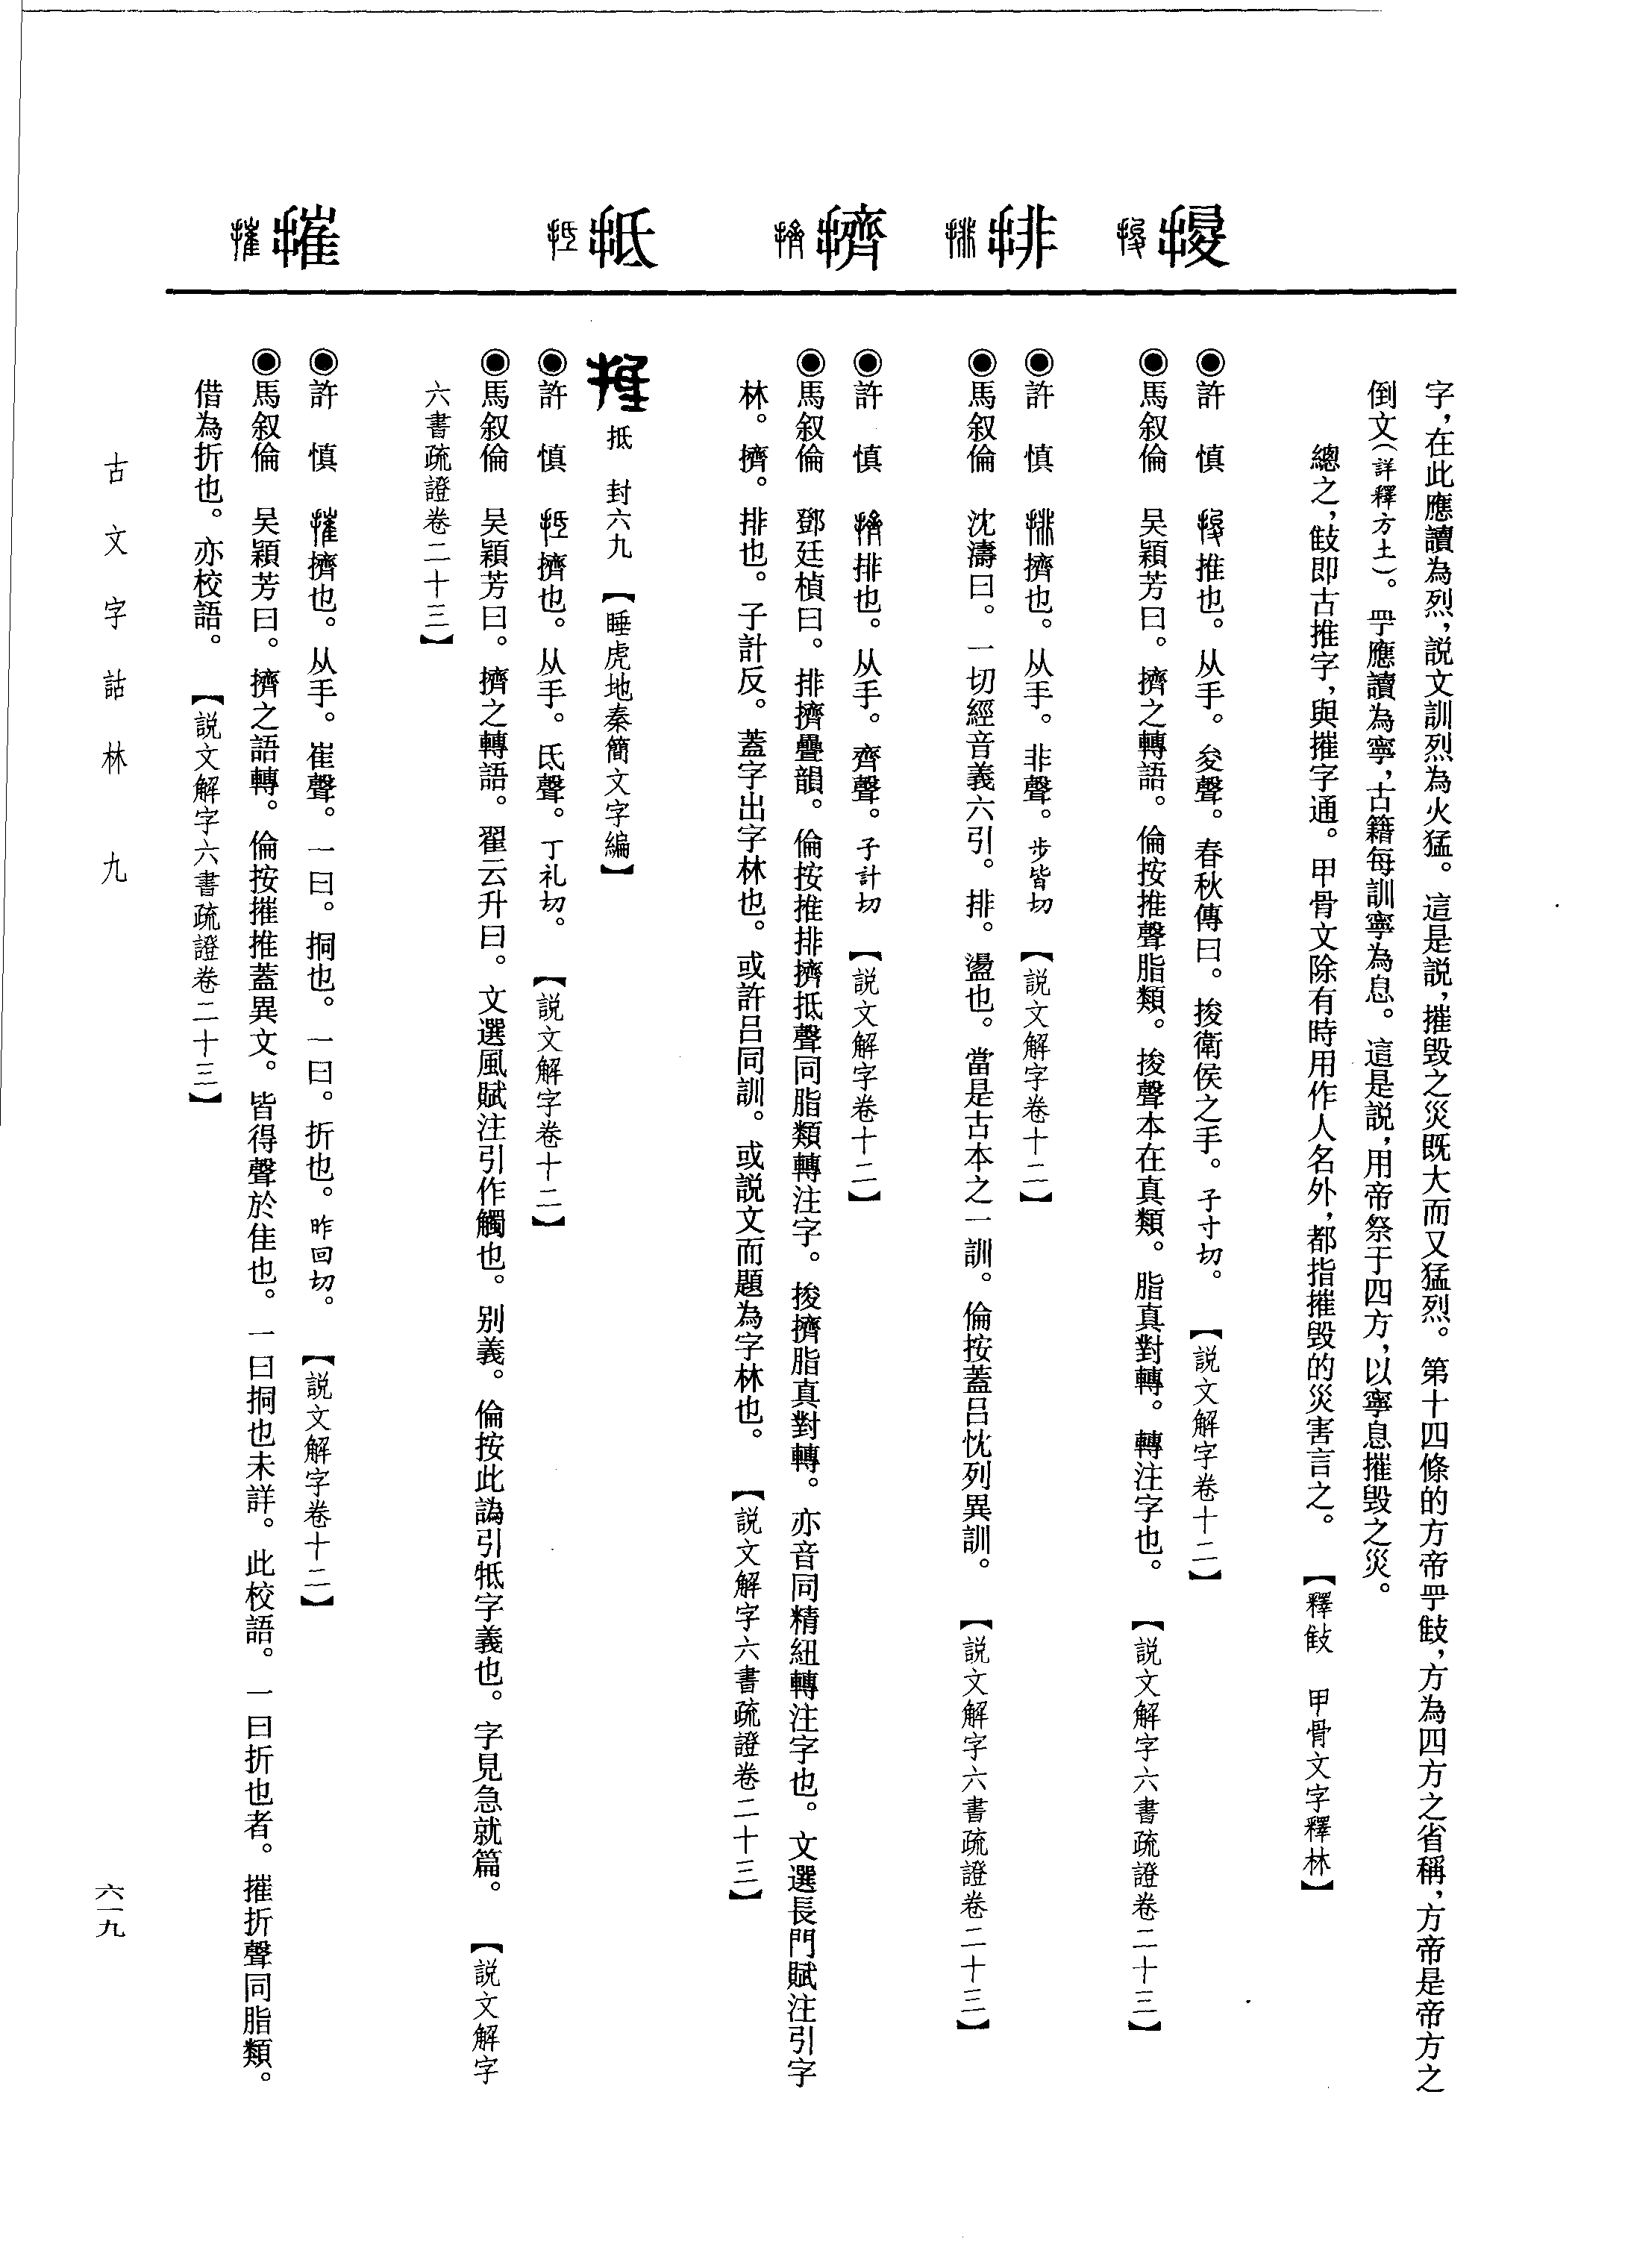 字，在此應讀為烈，説文訓烈為火猛。這是説，摧毁之災既大而又猛烈。第十四條的方帝䍒㪵，方為四方之省稱，方帝是帝方之
倒文（詳釋方土）。䍒應讀為寧，古籍每訓寧為息。這是説，用帝祭于四方，以寧息摧毁之災。
總之，㪵即古推字，與摧字通。甲骨文除有時用作人名外，都指摧毁的災害言之。【釋㪵　甲骨文字釋林】
捘
◉許　慎　捘推也。从手。夋聲。春秋傳曰。捘衛侯之手。子寸切。【説文解字卷十二】
◉馬叙倫　吴穎芳曰。擠之轉語。倫按推聲脂類。捘聲本在真類。脂真對轉。轉注字也。【説文解字六書疏證卷二十三】
排
◉許　慎　排擠也。从手。非聲。步皆切【説文解字卷十二】
◉馬叙倫　沈濤曰。一切經音義六引。排。盪也。當是古本之一訓。倫按蓋吕忱列異訓。【説文解字六書疏證卷二十三】
擠
◉許　慎　擠排也。从手。齊聲。子計切【説文解字卷十二】
◉馬叙倫　鄧廷楨曰。排擠疊韻。倫按推排擠抵聲同脂類轉注字。捘擠脂真對轉。亦音同精紐轉注字也。文選長門賦注引字
林。擠。排也。子計反。蓋字出字林也。或許吕同訓。或説文而題為字林也。【説文解字六書疏證卷二十三】
抵
抵　封六九【睡虎地秦簡文字編】
◉許　慎　抵擠也。从手。氐聲。丁礼切。【説文解字卷十二】
◉馬叙倫　吴穎芳曰。擠之轉語。翟云升曰。文選風賦注引作觸也。别義。倫按此譌引牴字義也。字見急就篇。【説文解字
六書疏證卷二十三】
摧
◉許　慎　摧擠也。从手。崔聲。一曰。挏也。一曰。折也。昨回切。【説文解字卷十二】
◉馬叙倫　吴穎芳曰。擠之語轉。倫按摧推蓋異文。皆得聲於隹也。一曰挏也未詳。此校語。一曰折也者。摧折聲同脂類。
借為折也。亦校語。【説文解字六書疏證卷二十三】
古文字詁林　九
六一九